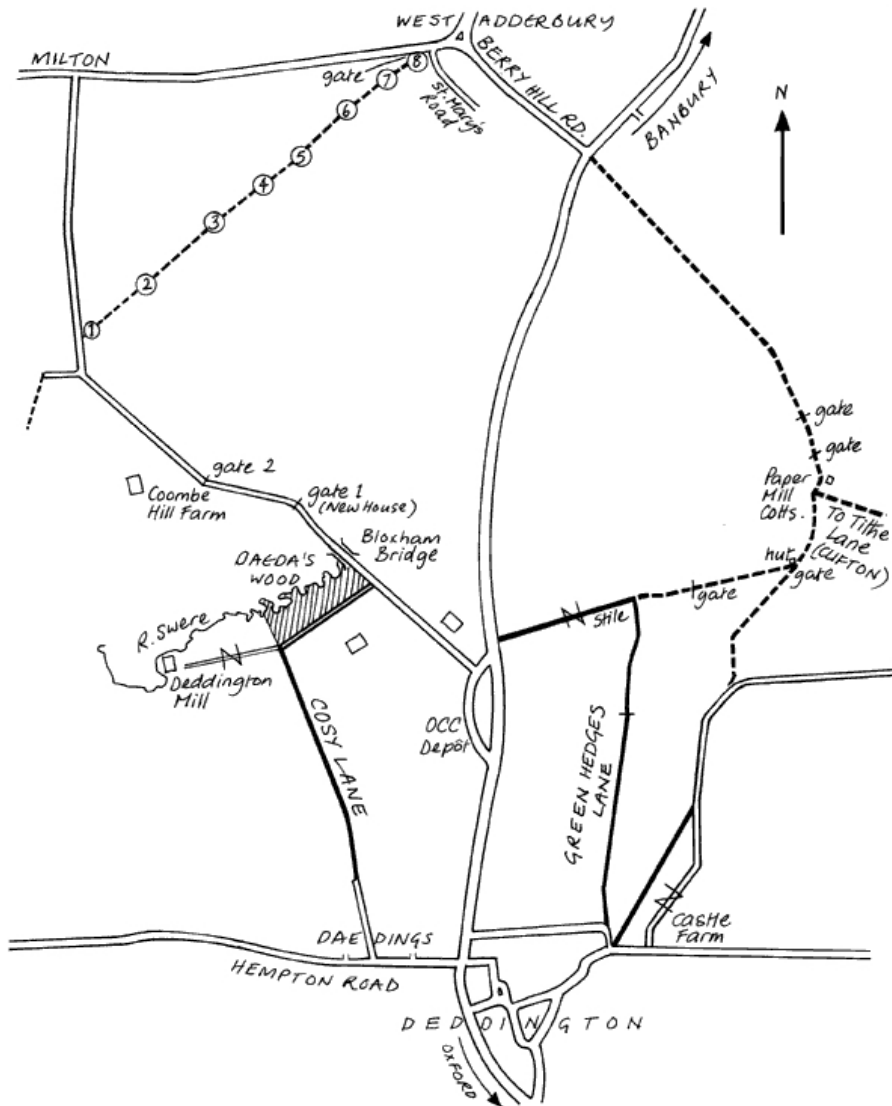 WEST ADDERBURY
MILTON
gate
8
7
6
5
4
3
2
1
St. Mary's
Road
BERRY HILL RD.
BANBURY
N
gate
gate
Paper
Mill
Cotts.
To Tithe
Lane
(CLIFTON)
hut
gate
gate
Stile
gate 2
Coombe
Hill Farm
gate 1
(New House)
Bloxham
Bridge
DAEDA'S
WOOD
R. Swere
Deddington
Mill
COSY LANE
OCC
Depôt
GREEN HEDGES
LANE
Castle
Farm
DAEDINGS
HEMPTON ROAD
DEDDINGTON
OXFORD